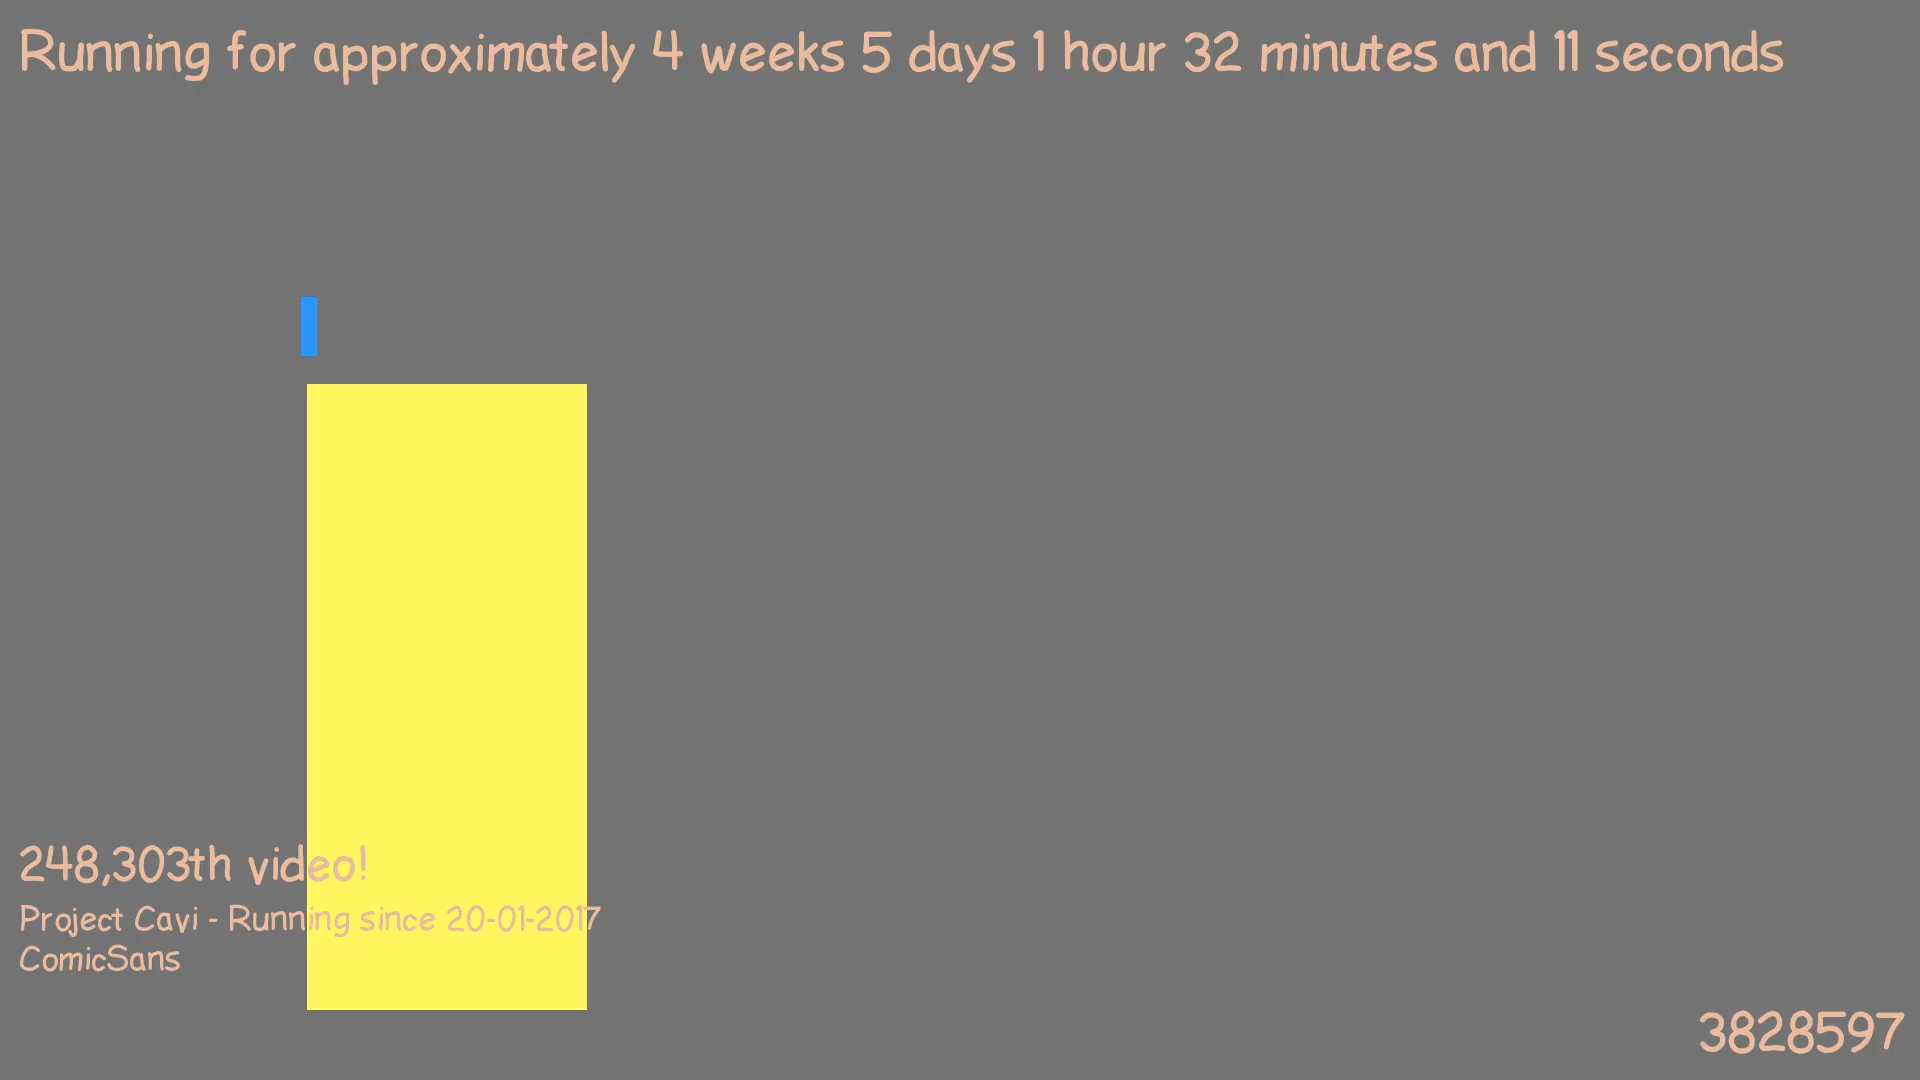 Running for approximately 4 weeks 5 days 1 hour 32 minutes and 11 seconds
248,303th video!
Project Cavi - Running since 20-01-2017
ComicSans
3828597